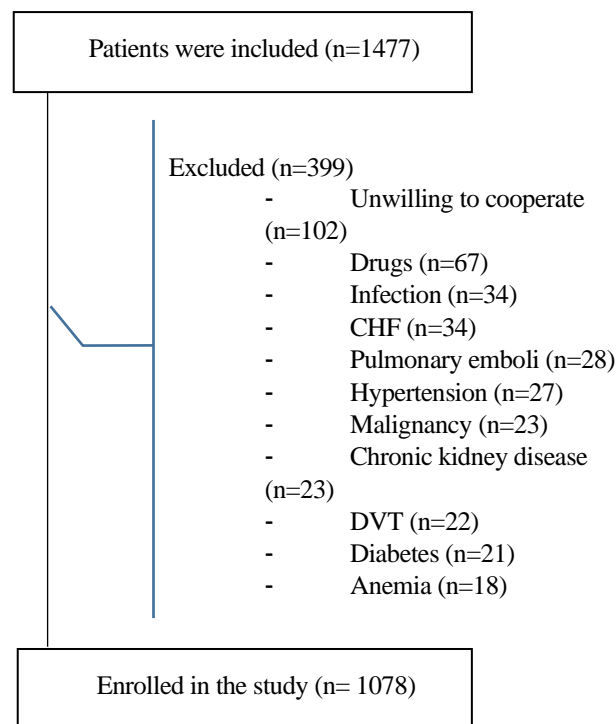 Patients were included (n=1477)
Excluded (n=399)
- Unwilling to cooperate
(n=102)
- Drugs (n=67)
- Infection (n=34)
- CHF (n=34)
- Pulmonary emboli (n=28)
- Hypertension (n=27)
- Malignancy (n=23)
- Chronic kidney disease
(n=23)
- DVT (n=22)
- Diabetes (n=21)
- Anemia (n=18)
Enrolled in the study (n= 1078)